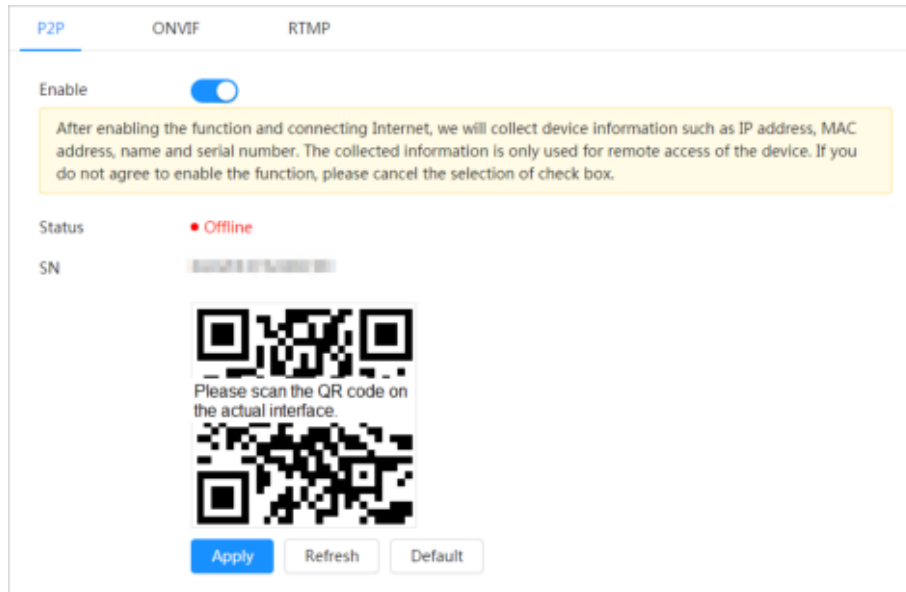 P2P ONVIF RTMP
Enable
After enabling the function and connecting Internet, we will collect device information such as IP address, MAC
address, name and serial number. The collected information is only used for remote access of the device. If you
do not agree to enable the function, please cancel the selection of check box.
Status Offline
SN
Please scan the QR code on
the actual interface.
Apply Refresh Default